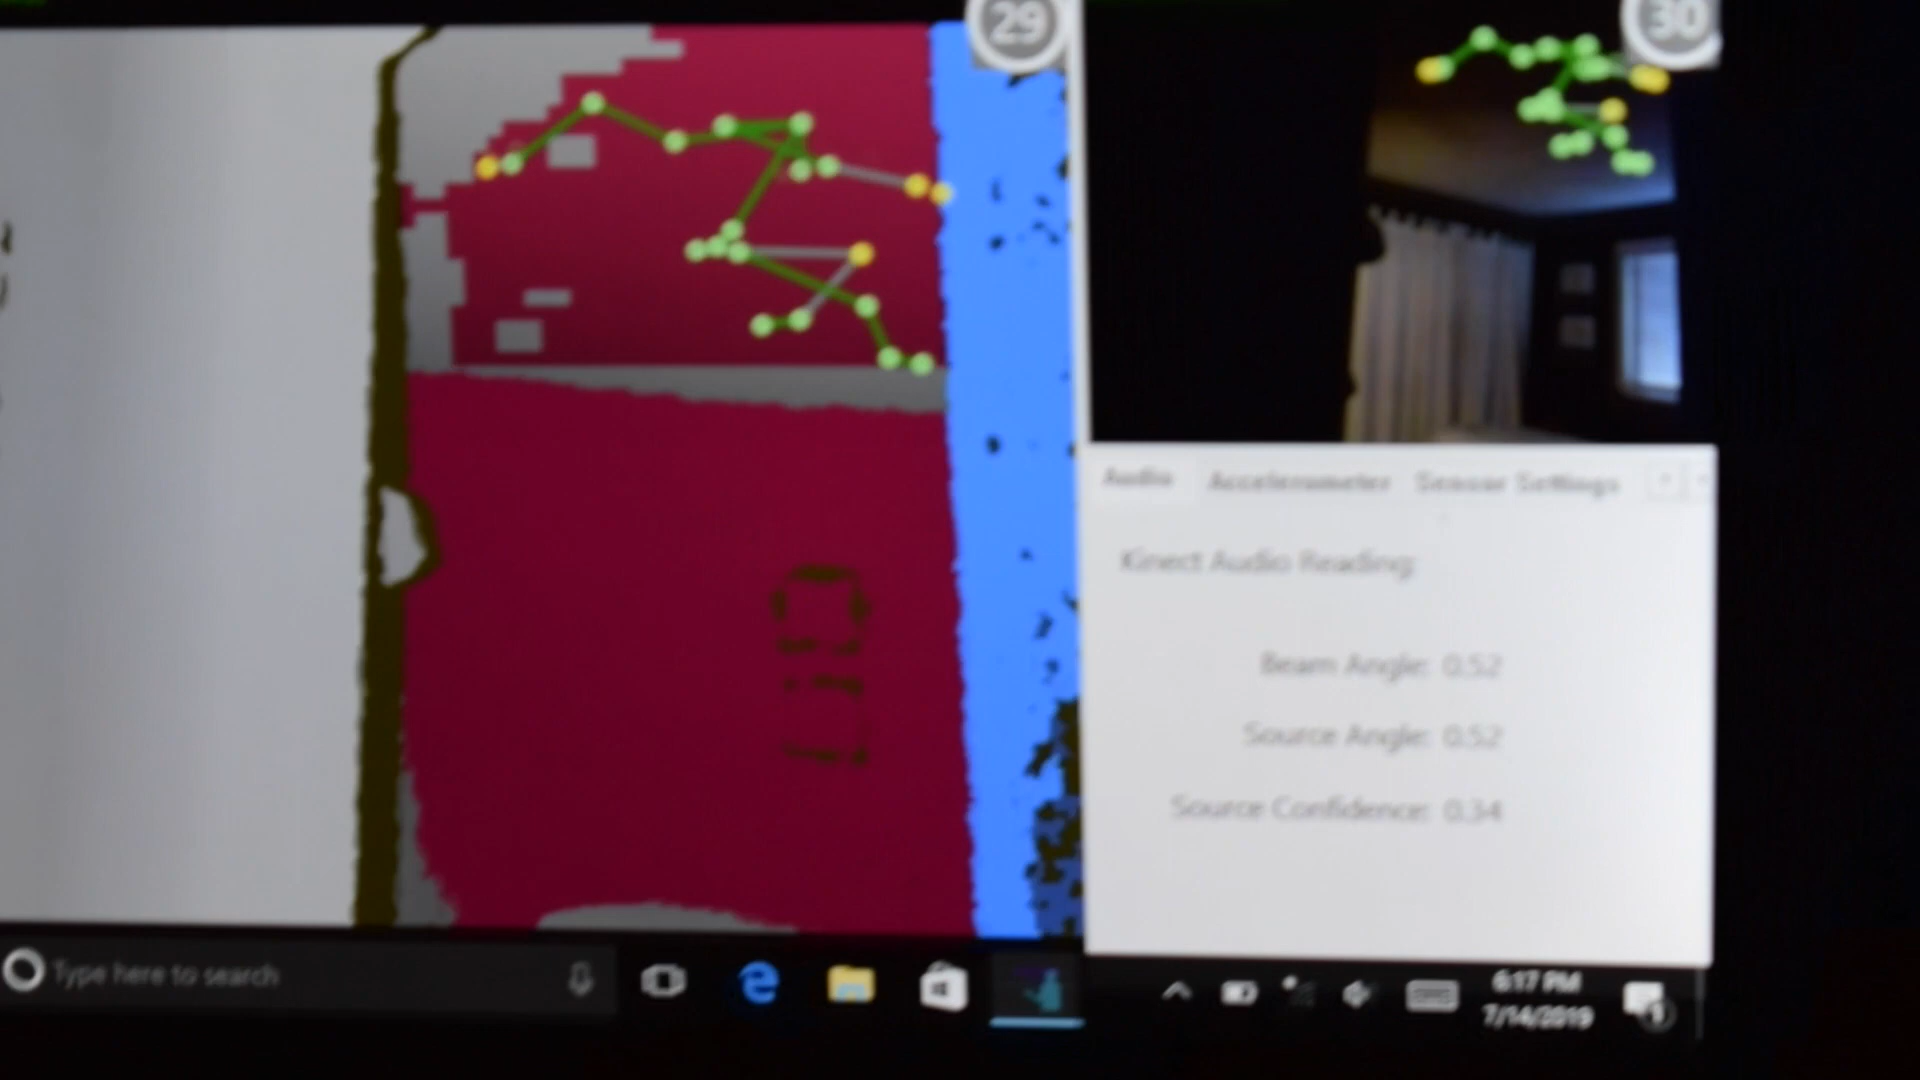 29
30
Audio Accelerometer Sensor Settings
Kinect Audio Reading:
Beam Angle: 0.52
Source Angle: 0.52
Source Confidence: 0.34
Type here to search
6:17 PM
7/14/2019